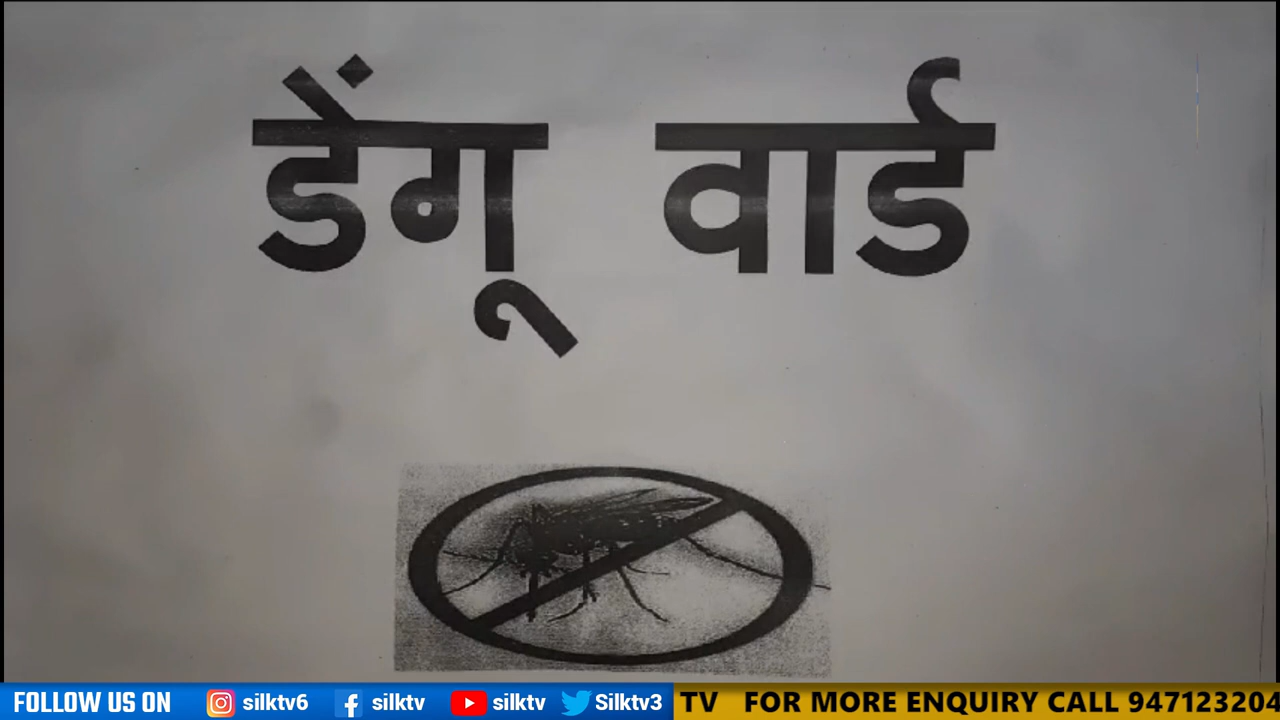 डेंगू वार्ड
FOLLOW US ON silktv6 silktv silktv Silktv3 TV FOR MORE ENQUIRY CALL 947123204